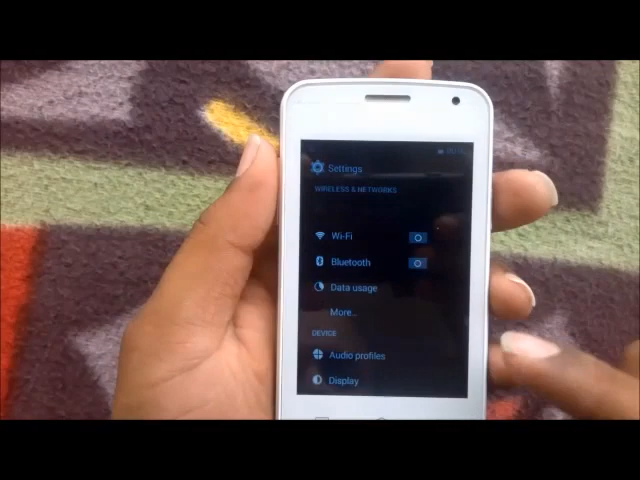 Settings
WIRELESS & NETWORKS
Wi-Fi
Bluetooth
Data usage
More...
DEVICE
Audio profiles
Display